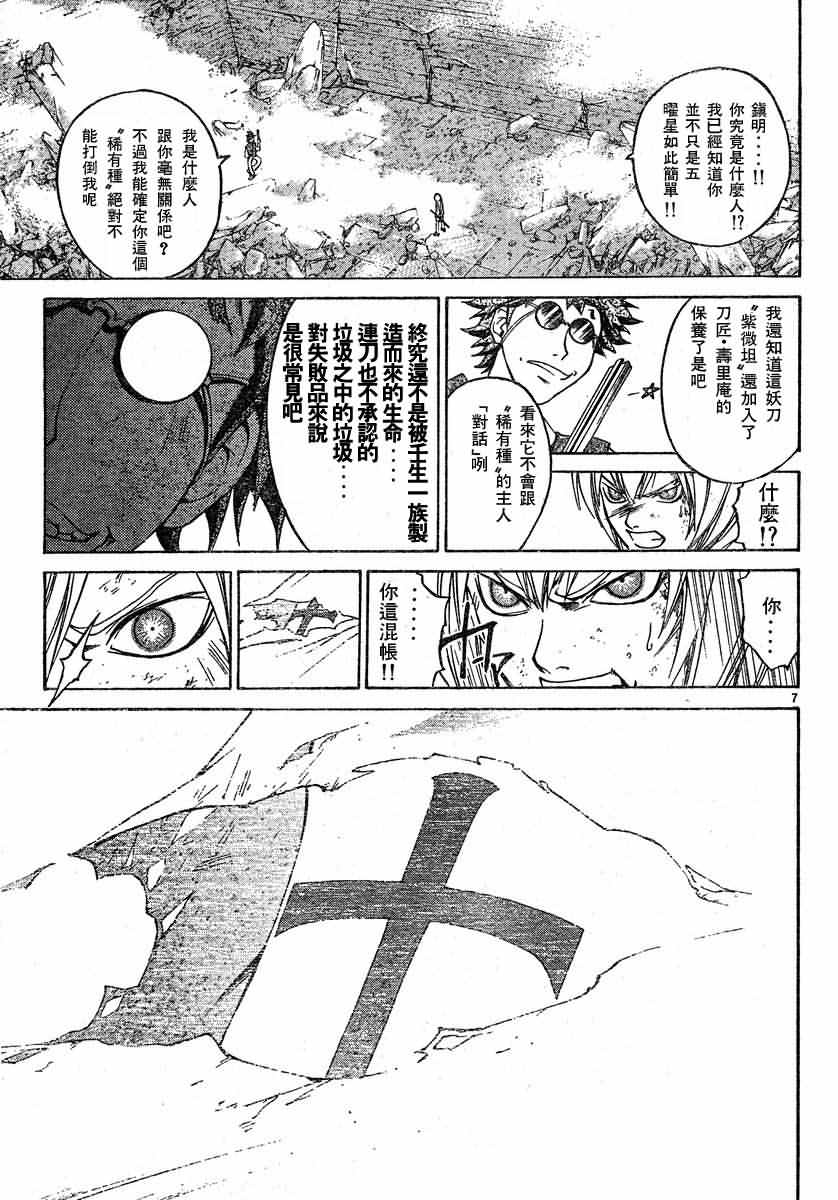 鎮明‥‥!!
你究竟是什麼人!?
我已經知道你
並不只是五
曜星如此簡單!!
我是什麼人
跟你毫無關係吧？
不過我能確定你這個
〝稀有種〞絕對不
能打倒我呢
我還知道這妖刀
〝紫微坦〞還加入了
刀匠・壽里庵的
保養了是吧
看來它不會跟
〝稀有種〞的主人
「對話」咧
什麼!?
終究還不是被壬生一族製
造而來的生命‥‥
連刀也不承認的
垃圾之中的垃圾‥‥
對失敗品來說
是很常見吧
你‥‥
‥‥‥
你這混帳!!
7